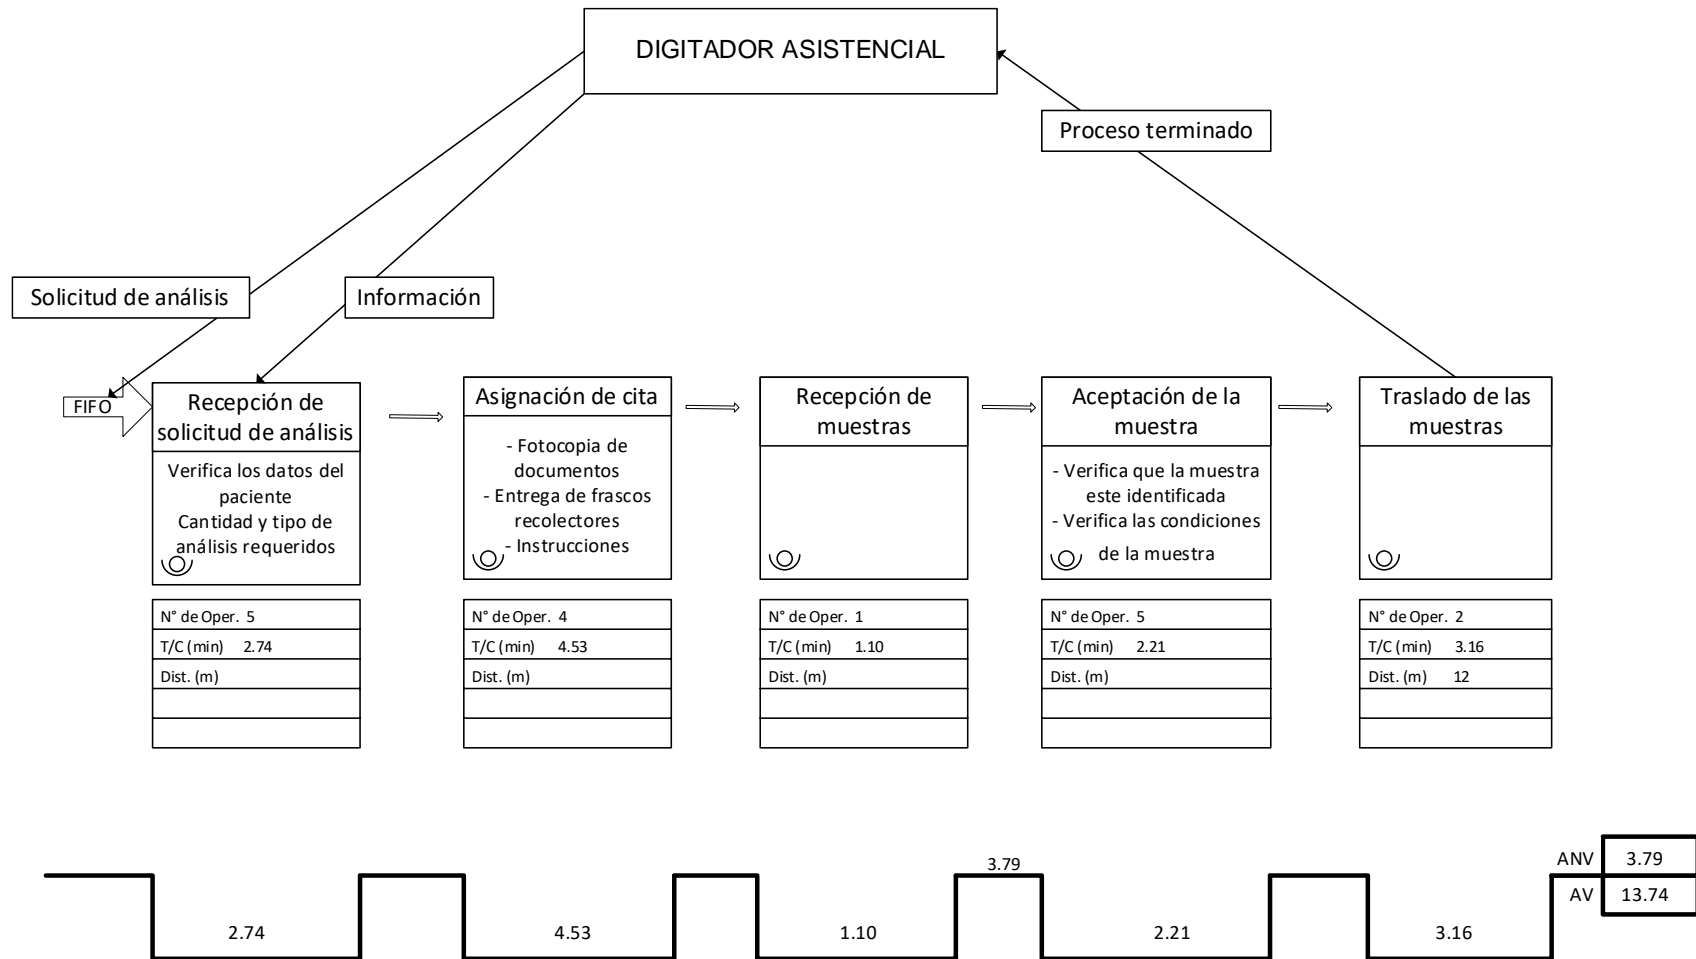 DIGITADOR ASISTENCIAL
Proceso terminado
Solicitud de análisis
Información
FIFO
Recepción de
solicitud de análisis
Verifica los datos del
paciente
Cantidad y tipo de
análisis requeridos
Asignación de cita
- Fotocopia de
documentos
- Entrega de frascos
recolectores
- Instrucciones
Recepción de
muestras
Aceptación de la
muestra
- Verifica que la muestra
este identificada
- Verifica las condiciones
de la muestra
Traslado de las
muestras
N° de Oper. 5
T/C (min) 2.74
Dist. (m)
N° de Oper. 4
T/C (min) 4.53
Dist. (m)
N° de Oper. 1
T/C (min) 1.10
Dist. (m)
N° de Oper. 5
T/C (min) 2.21
Dist. (m)
N° de Oper. 2
T/C (min) 3.16
Dist. (m) 12
2.74
4.53
1.10
3.79
2.21
3.16
ANV 3.79
AV 13.74